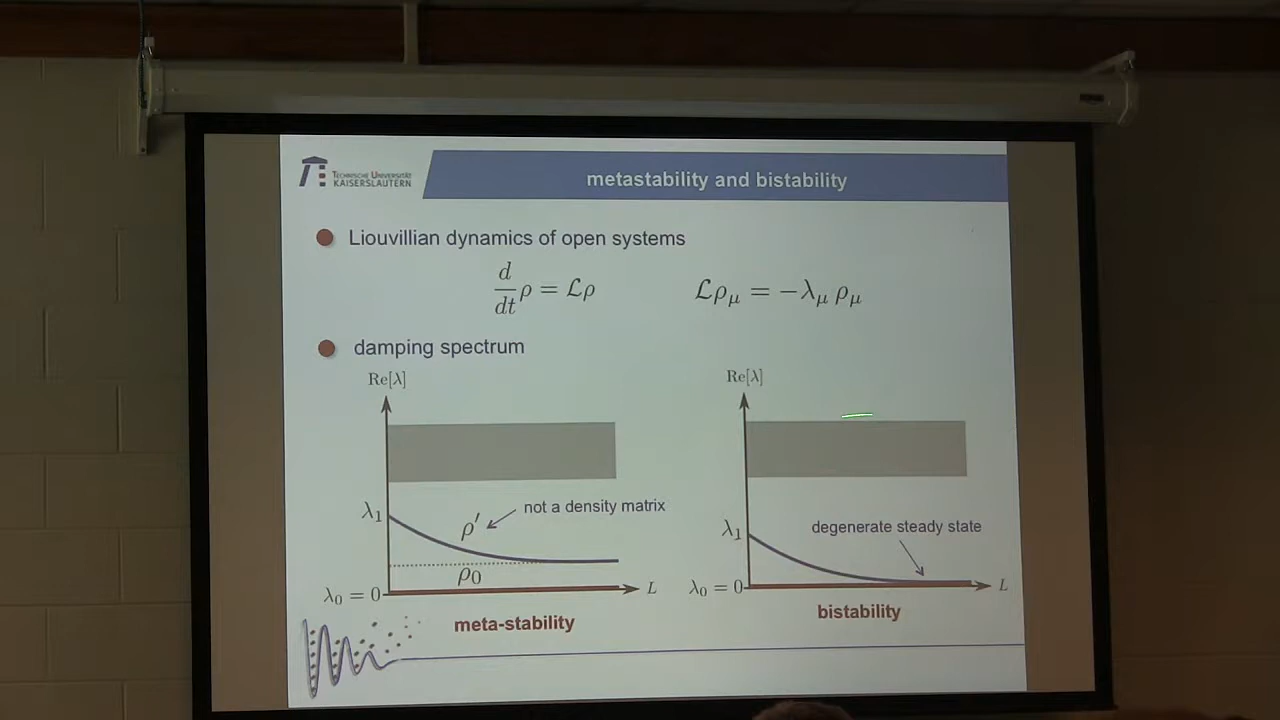 TECHNISCHE UNIVERSITÄT
KAISERSLAUTERN
metastability and bistability
Liouvillian dynamics of open systems
d/dt ρ = ℒρ
ℒρ_μ = −λ_μ ρ_μ
damping spectrum
Re[λ]
λ₁
ρ′
not a density matrix
ρ₀
λ₀ = 0
L
meta-stability
Re[λ]
λ₁
degenerate steady state
λ₀ = 0
L
bistability